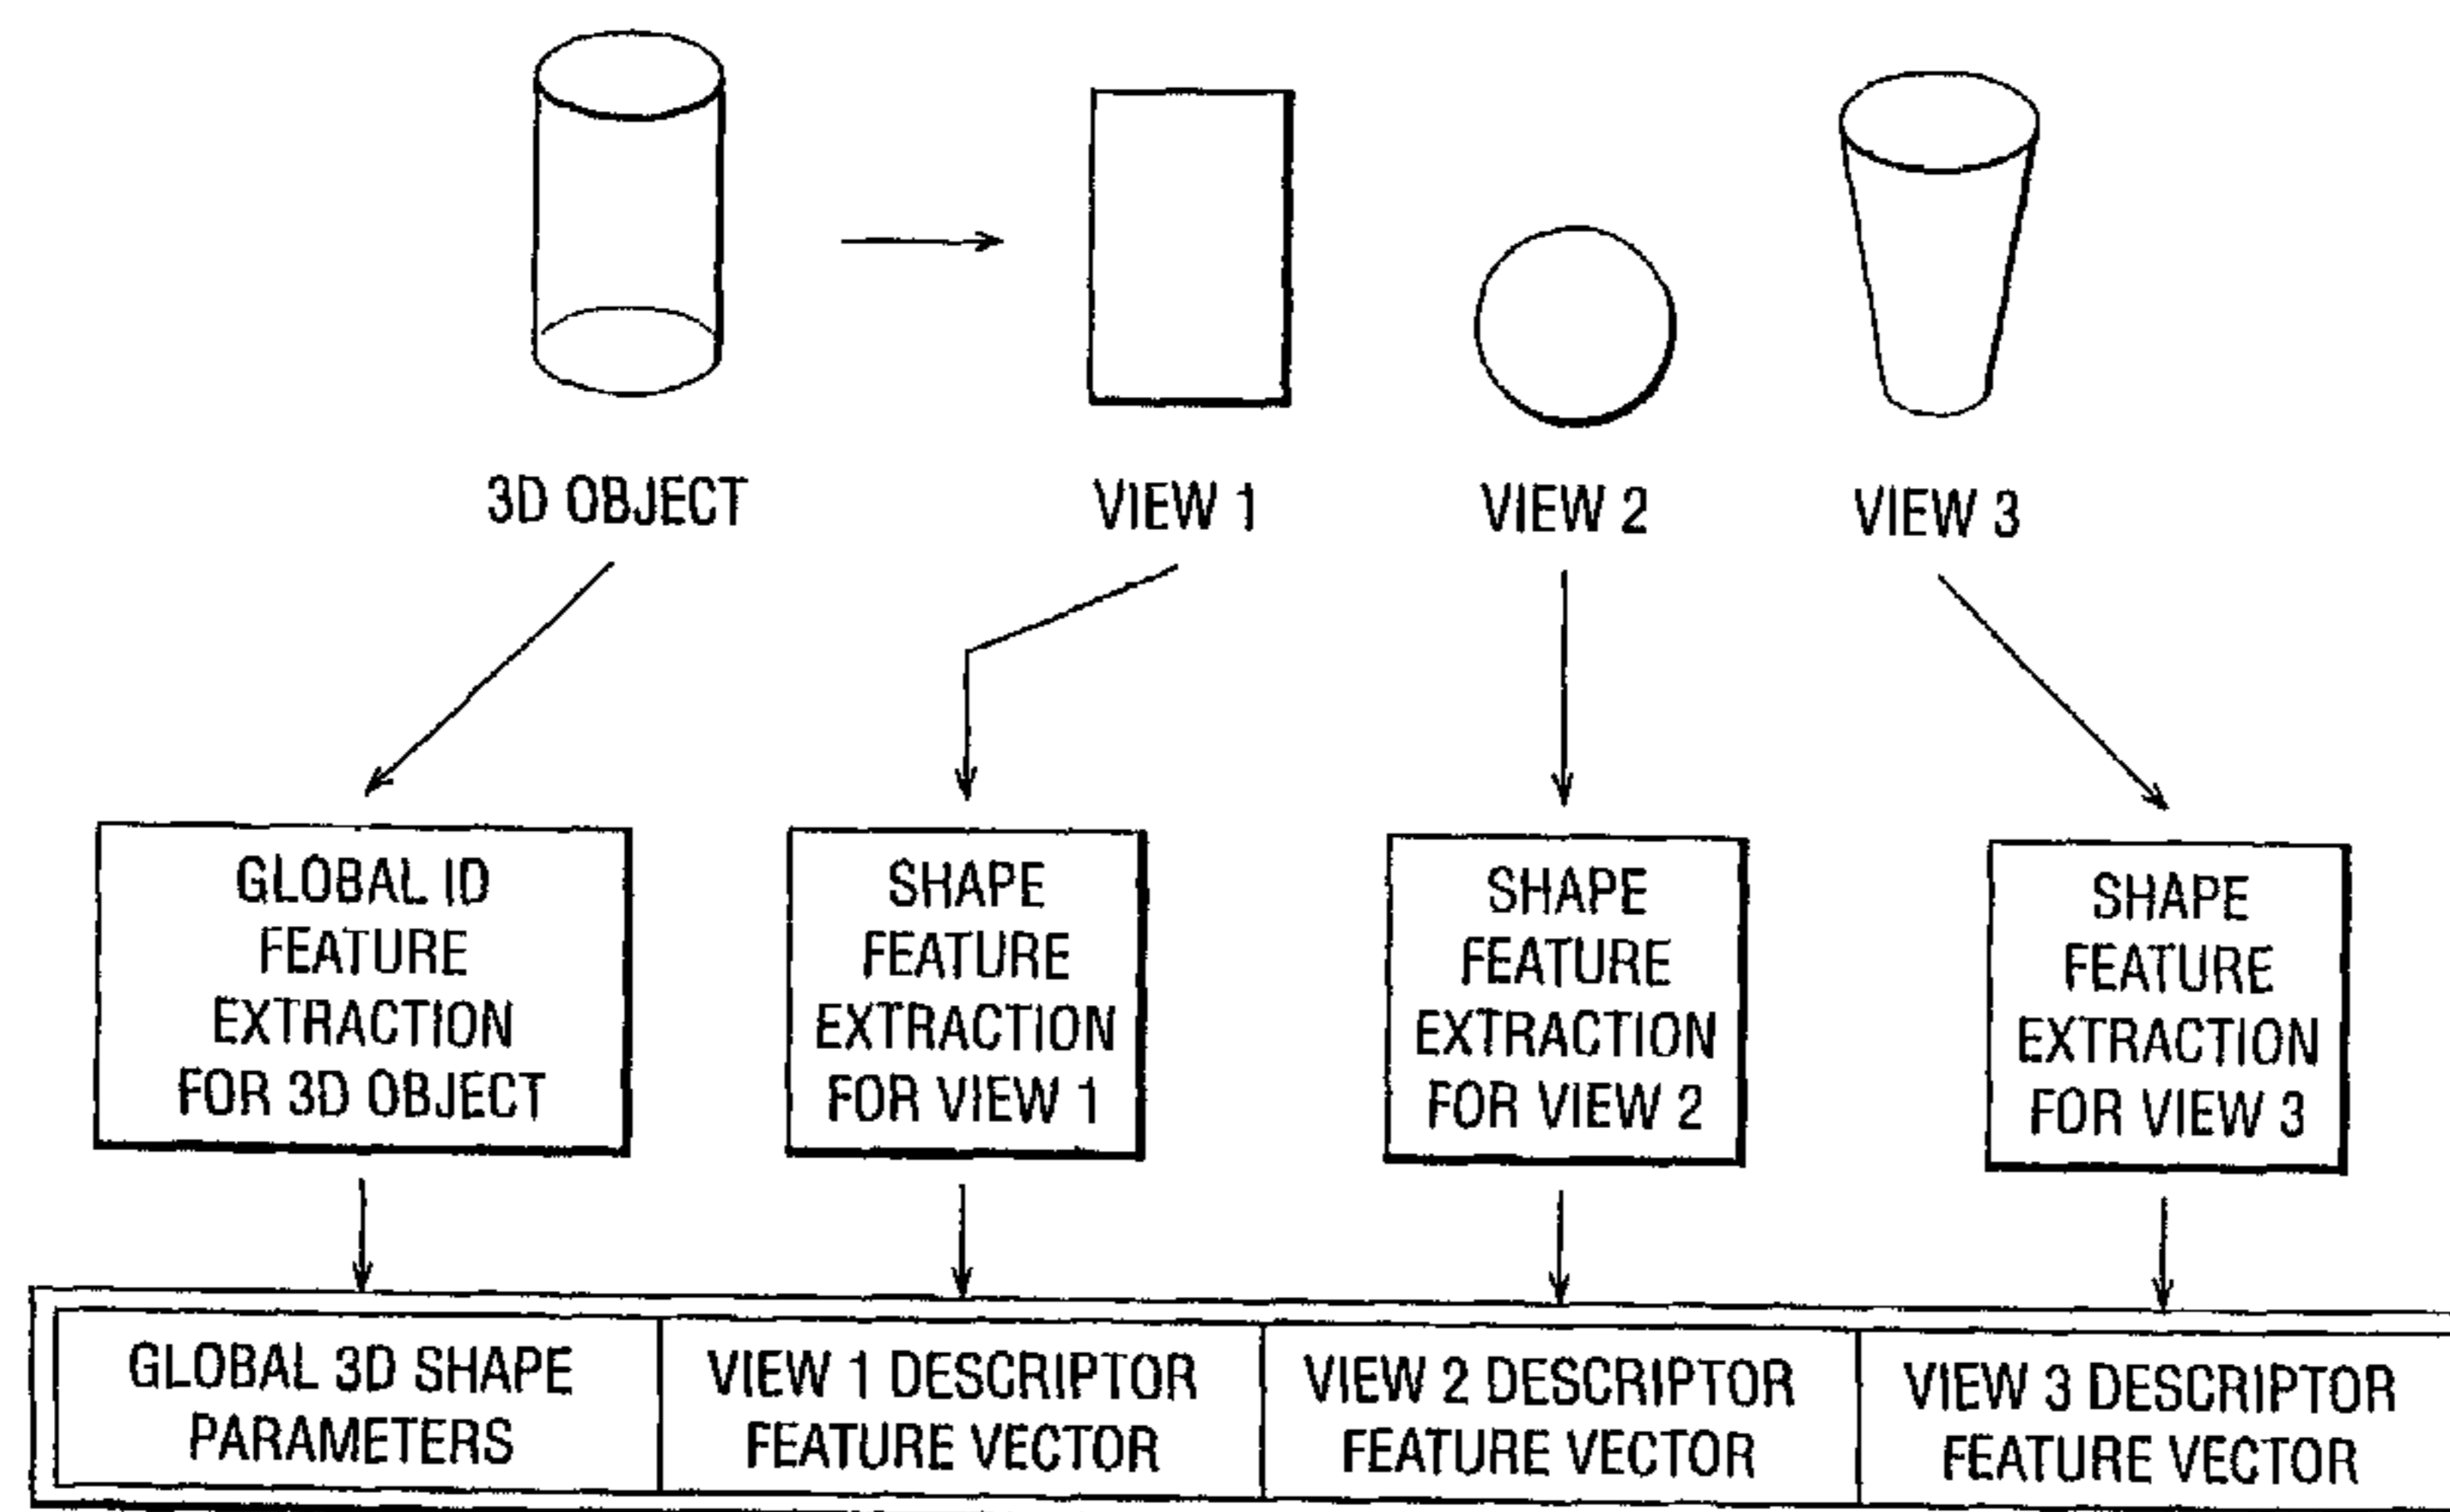 3D OBJECT
VIEW 1
VIEW 2
VIEW 3
GLOBAL ID
FEATURE
EXTRACTION
FOR 3D OBJECT
SHAPE
FEATURE
EXTRACTION
FOR VIEW 1
SHAPE
FEATURE
EXTRACTION
FOR VIEW 2
SHAPE
FEATURE
EXTRACTION
FOR VIEW 3
GLOBAL 3D SHAPE
PARAMETERS
VIEW 1 DESCRIPTOR
FEATURE VECTOR
VIEW 2 DESCRIPTOR
FEATURE VECTOR
VIEW 3 DESCRIPTOR
FEATURE VECTOR